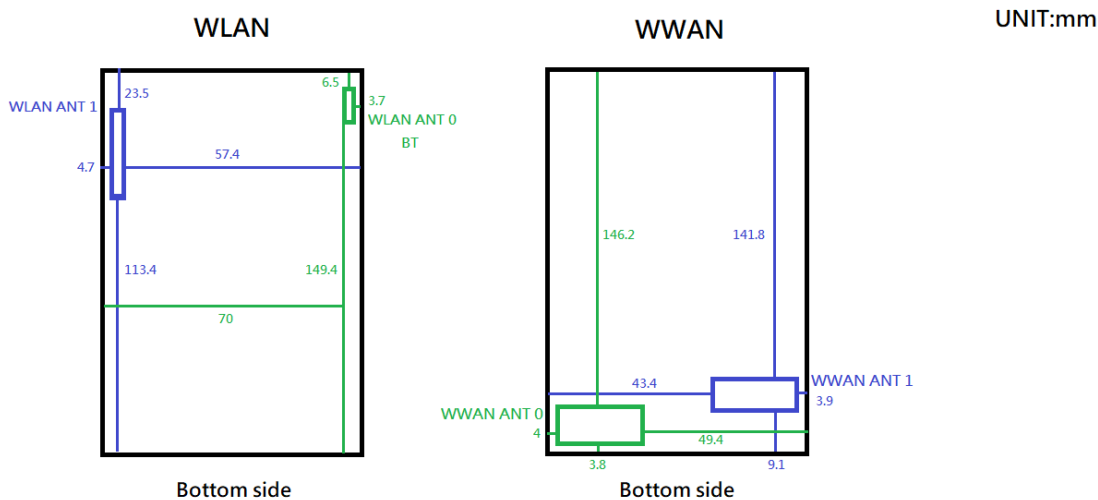 WLAN
WWAN
UNIT:mm
WLAN ANT 1
23.5
6.5
3.7
WLAN ANT 0
BT
4.7
57.4
113.4
149.4
70
146.2
141.8
43.4
WWAN ANT 1
3.9
WWAN ANT 0
4
49.4
3.8
9.1
Bottom side
Bottom side